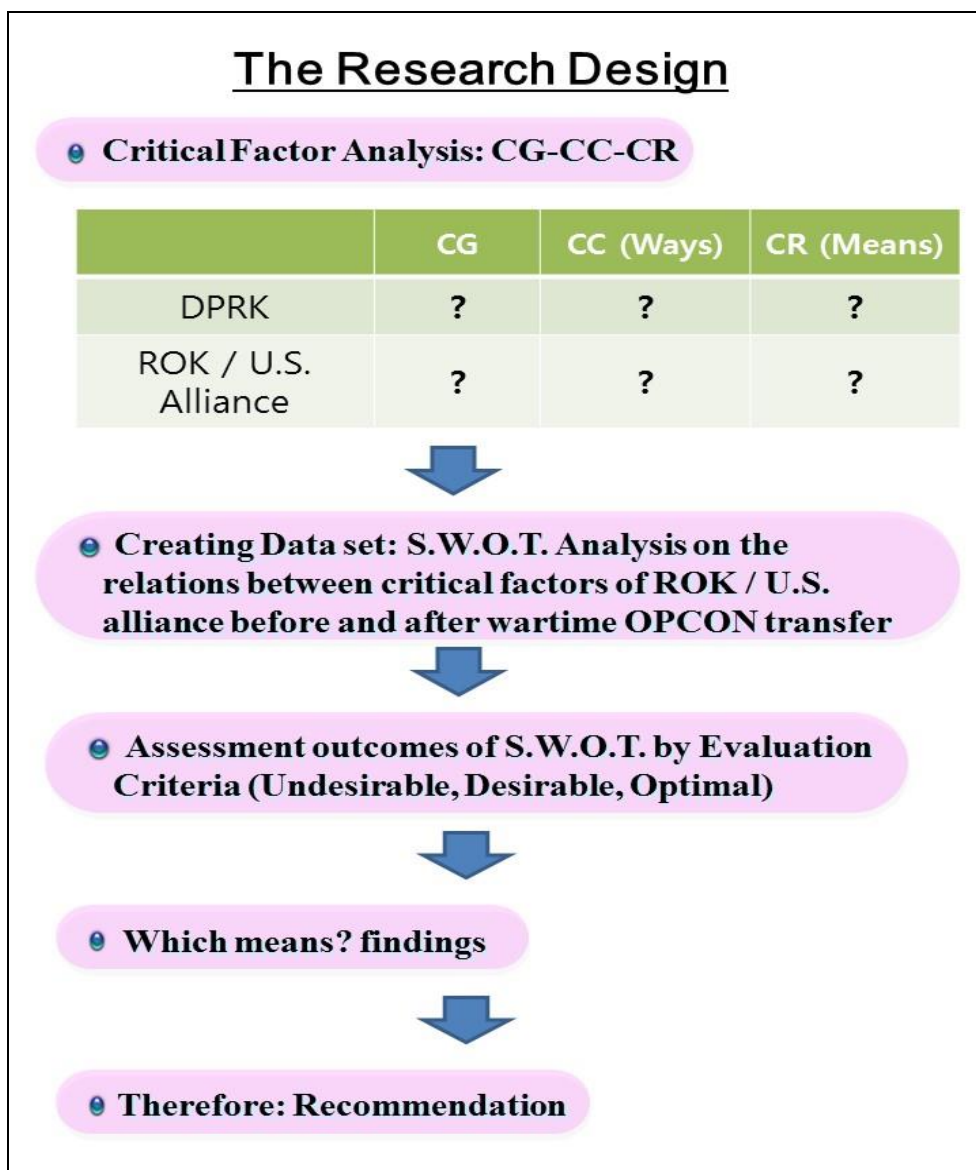 The Research Design
Critical Factor Analysis: CG-CC-CR
CG CC (Ways) CR (Means)
DPRK ? ? ?
ROK / U.S.
Alliance ? ? ?
Creating Data set: S.W.O.T. Analysis on the
relations between critical factors of ROK / U.S.
alliance before and after wartime OPCON transfer
Assessment outcomes of S.W.O.T. by Evaluation
Criteria (Undesirable, Desirable, Optimal)
Which means? findings
Therefore: Recommendation